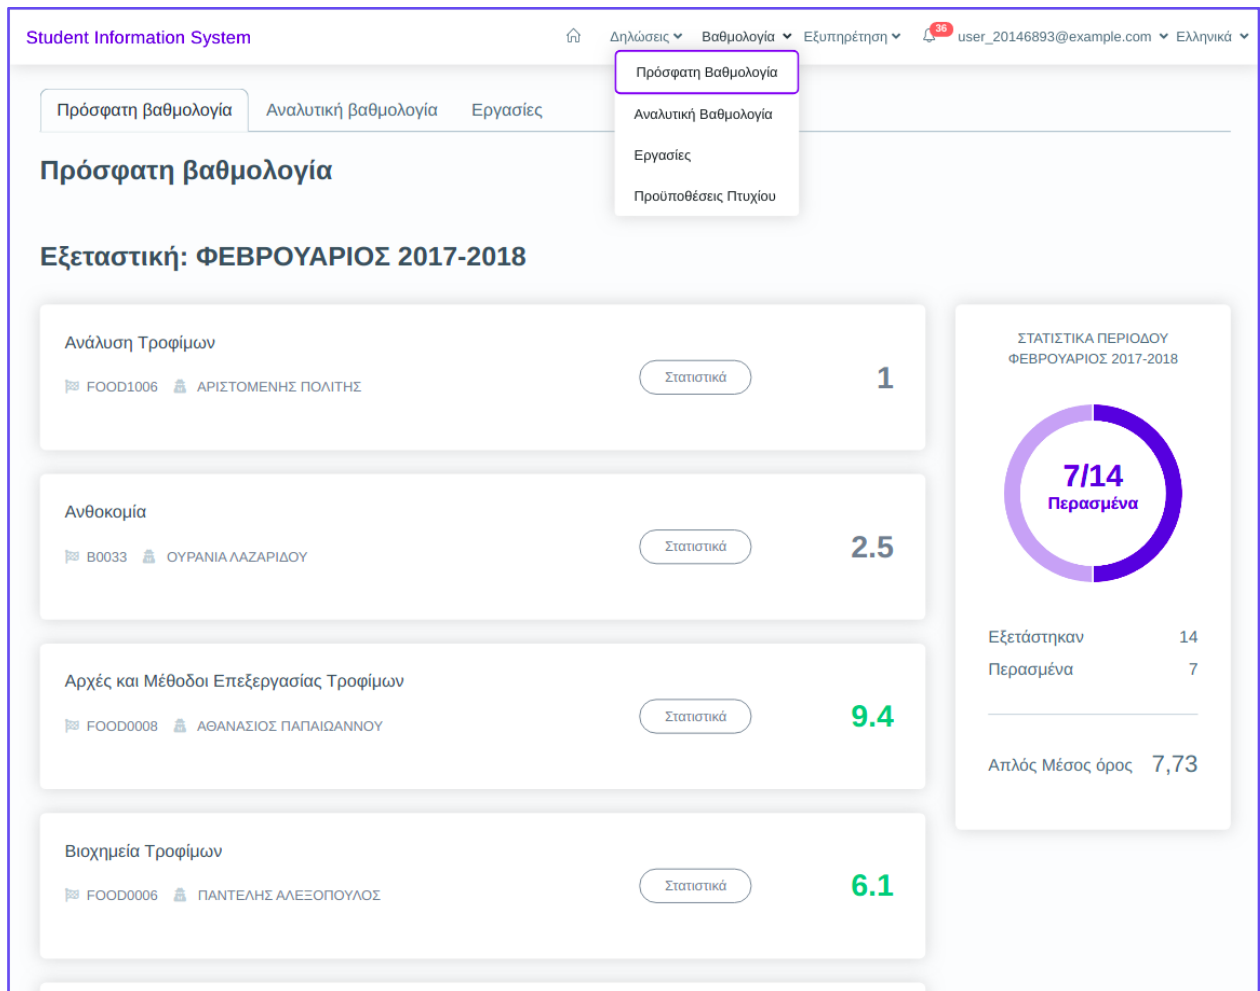 Student Information System
Δηλώσεις Βαθμολογία Εξυπηρέτηση 36 user_20146893@example.com Ελληνικά
Πρόσφατη Βαθμολογία
Αναλυτική Βαθμολογία
Εργασίες
Προϋποθέσεις Πτυχίου
Πρόσφατη βαθμολογία Αναλυτική βαθμολογία Εργασίες
Πρόσφατη βαθμολογία
Εξεταστική: ΦΕΒΡΟΥΑΡΙΟΣ 2017-2018
Ανάλυση Τροφίμων
FOOD1006 ΑΡΙΣΤΟΜΕΝΗΣ ΠΟΛΙΤΗΣ
Στατιστικά
1
Ανθοκομία
B0033 ΟΥΡΑΝΙΑ ΛΑΖΑΡΙΔΟΥ
Στατιστικά
2.5
Αρχές και Μέθοδοι Επεξεργασίας Τροφίμων
FOOD0008 ΑΘΑΝΑΣΙΟΣ ΠΑΠΑΙΩΑΝΝΟΥ
Στατιστικά
9.4
Βιοχημεία Τροφίμων
FOOD0006 ΠΑΝΤΕΛΗΣ ΑΛΕΞΟΠΟΥΛΟΣ
Στατιστικά
6.1
ΣΤΑΤΙΣΤΙΚΑ ΠΕΡΙΟΔΟΥ
ΦΕΒΡΟΥΑΡΙΟΣ 2017-2018
7/14
Περασμένα
Εξετάστηκαν 14
Περασμένα 7
Απλός Μέσος όρος 7,73